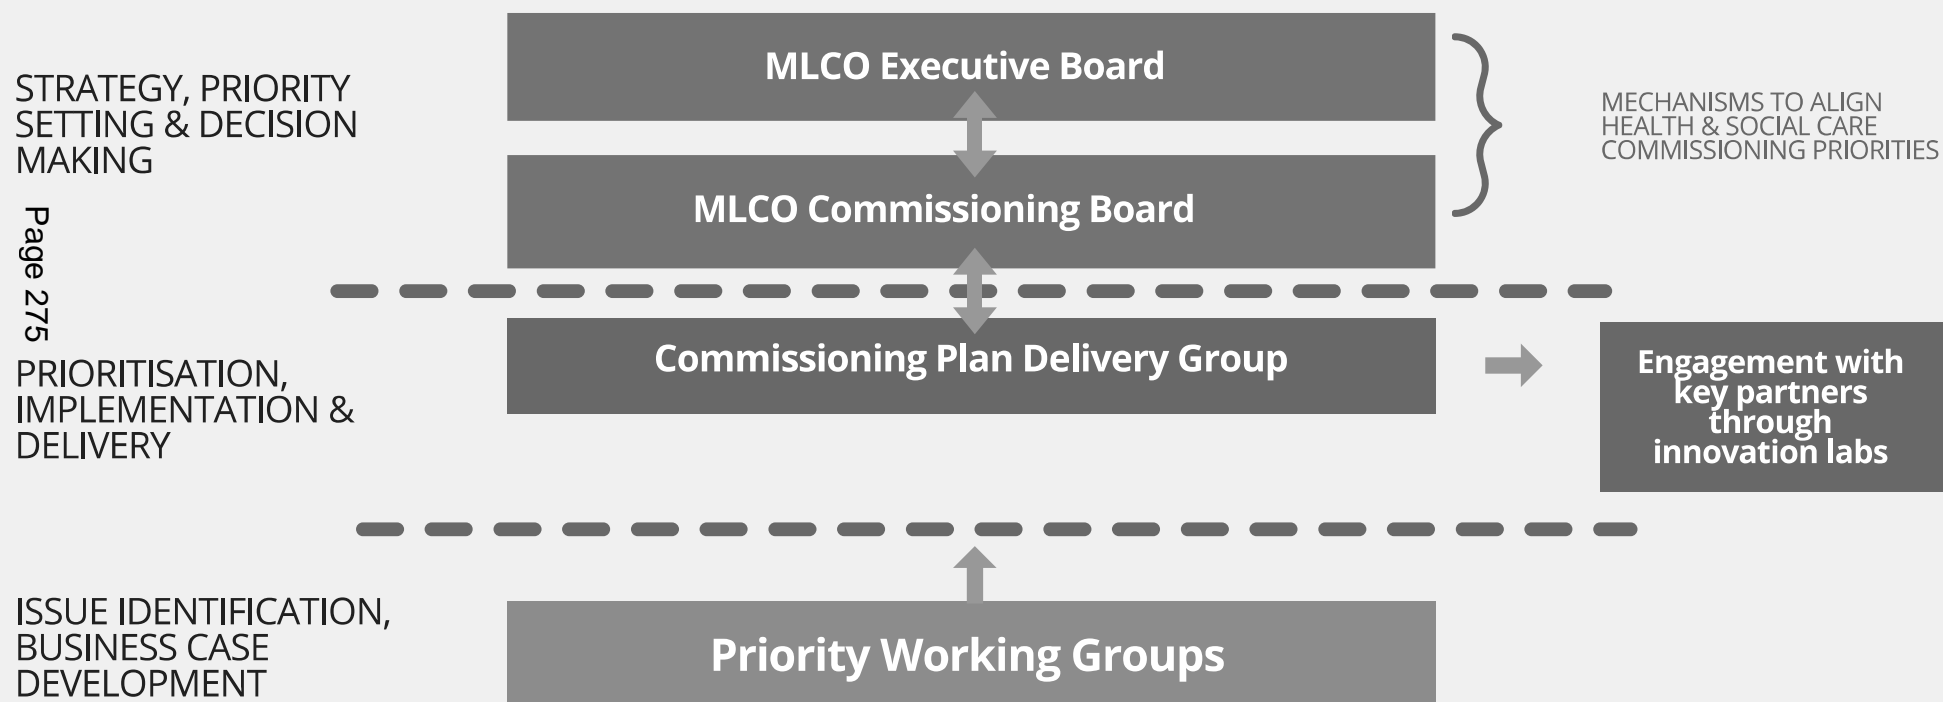 STRATEGY, PRIORITY
SETTING & DECISION
MAKING
MLCO Executive Board
MLCO Commissioning Board
MECHANISMS TO ALIGN
HEALTH & SOCIAL CARE
COMMISSIONING PRIORITIES
Page 275
PRIORITISATION,
IMPLEMENTATION &
DELIVERY
Commissioning Plan Delivery Group
Engagement with
key partners
through
innovation labs
ISSUE IDENTIFICATION,
BUSINESS CASE
DEVELOPMENT
Priority Working Groups